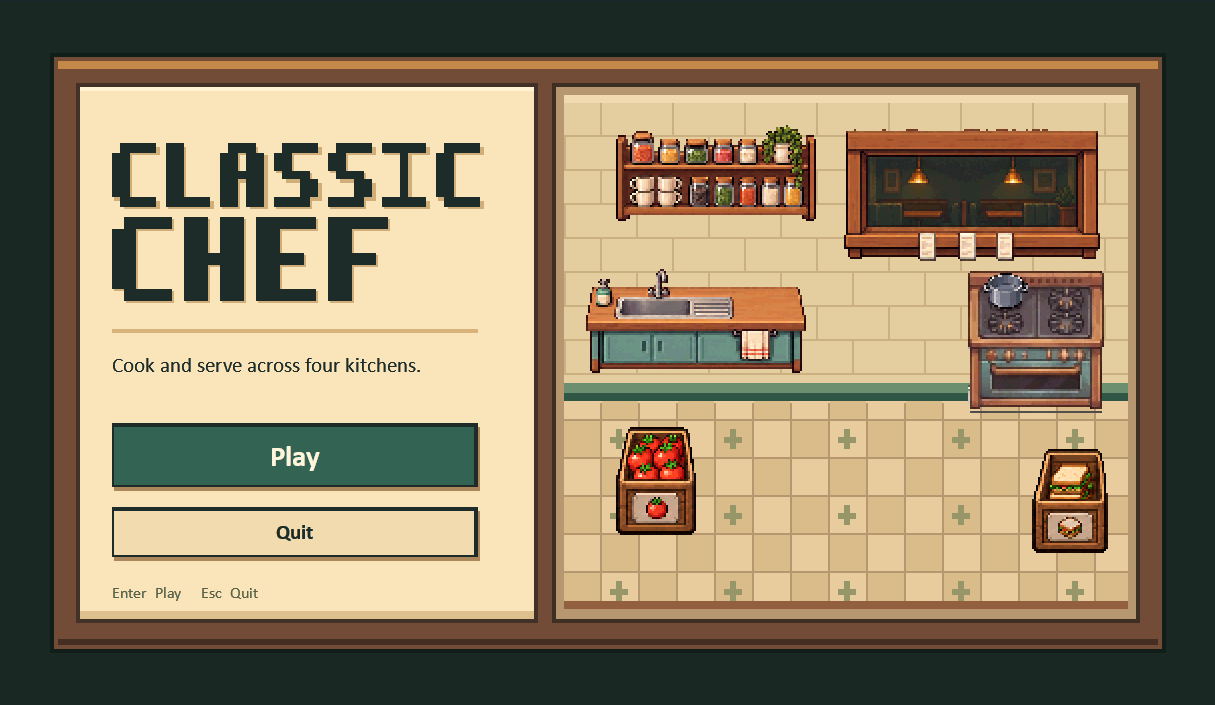 CLASSIC
CHEF
Cook and serve across four kitchens.
Play
Quit
Enter Play Esc Quit